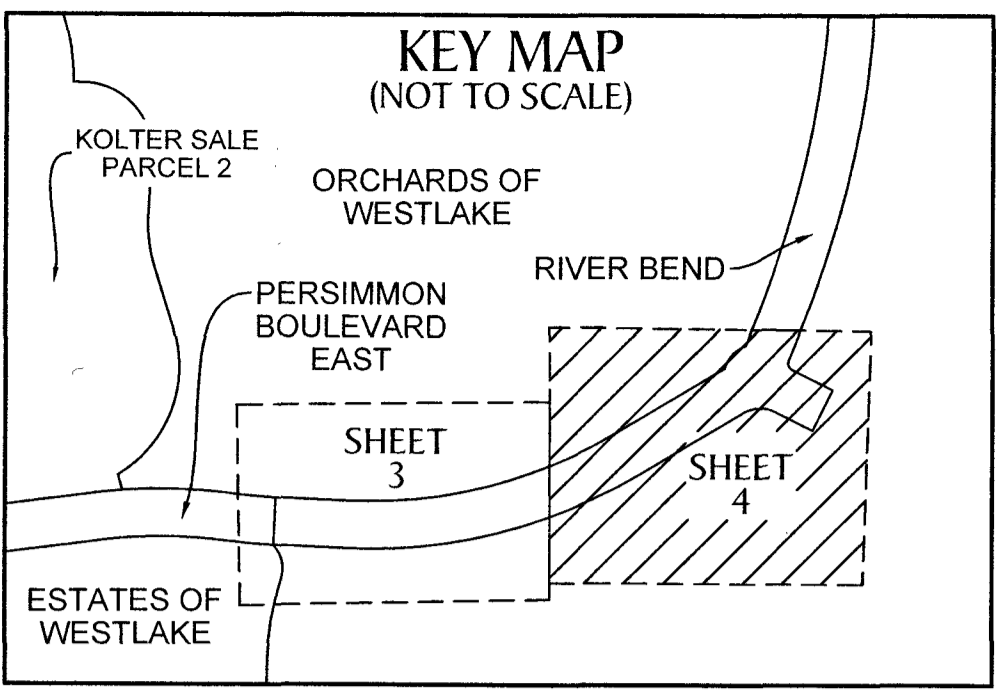 KEY MAP
(NOT TO SCALE)
KOLTER SALE
PARCEL 2
ORCHARDS OF
WESTLAKE
RIVER BEND
PERSIMMON
BOULEVARD
EAST
SHEET
3
SHEET
4
ESTATES OF
WESTLAKE